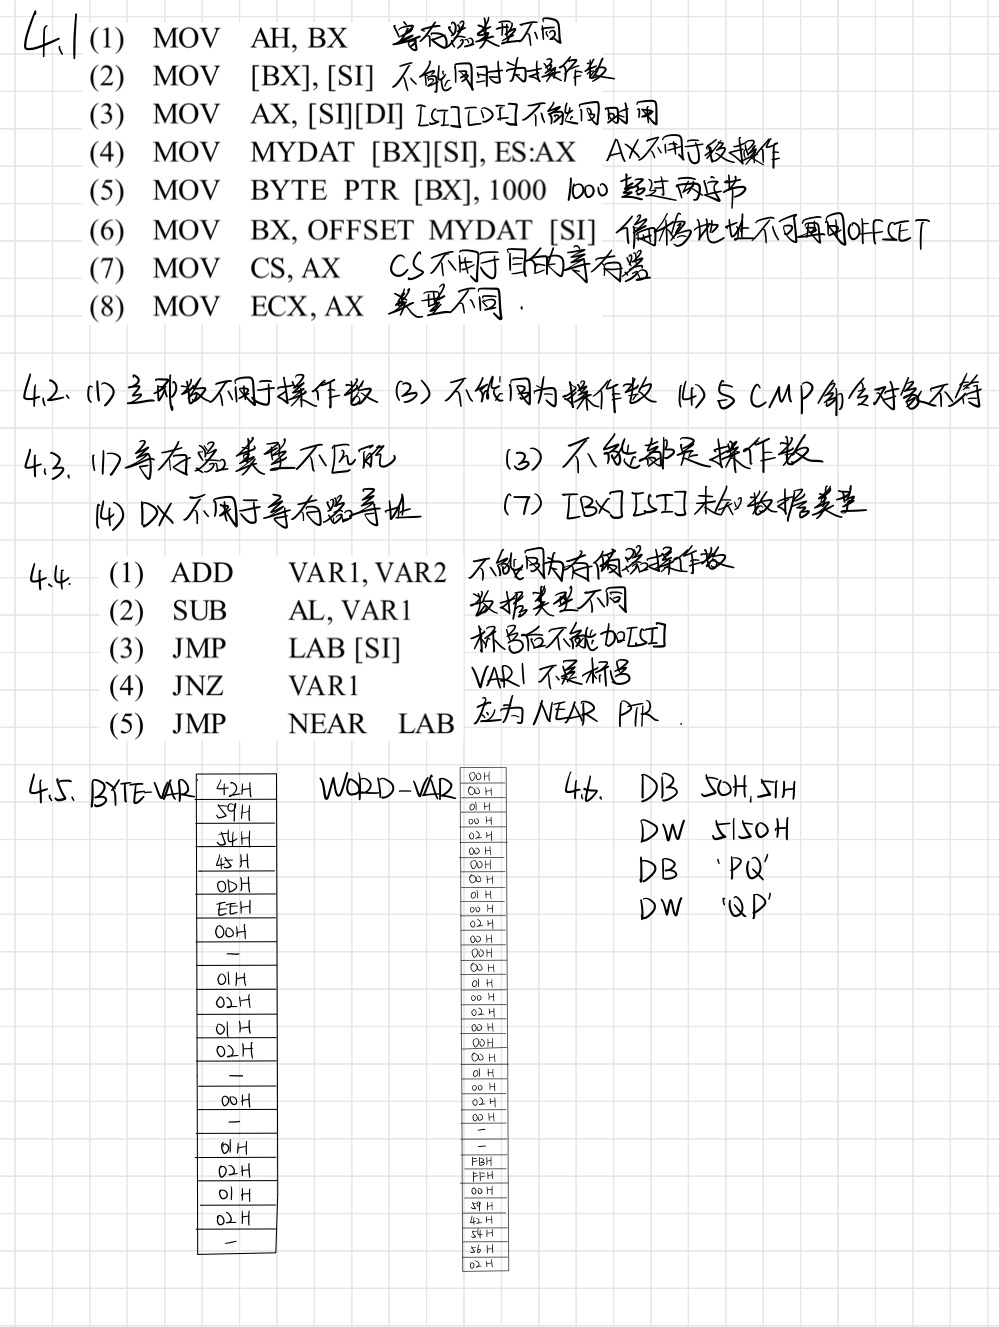 4.1 (1) MOV AH, BX 寄存器类型不同
(2) MOV [BX], [SI] 不能同时为操作数
(3) MOV AX, [SI][DI] [SI][DI]不能同时用
(4) MOV MYDAT [BX][SI], ES:AX AX不用于段操作
(5) MOV BYTE PTR [BX], 1000 1000 超过两字节
(6) MOV BX, OFFSET MYDAT [SI] 偏移地址不可再用OFFSET
(7) MOV CS, AX CS不用于目的寄存器
(8) MOV ECX, AX 类型不同.
4.2. (1) 立即数不用于操作数 (3) 不能同为操作数 (4) 与 CMP命令对象不符
4.3. (1) 寄存器类型不匹配 (3) 不能都是操作数
(4) DX 不用于寄存器寻址 (7) [BX][SI]未知数据类型
4.4. (1) ADD VAR1, VAR2 不能同为存储器操作数
(2) SUB AL, VAR1 数据类型不同
(3) JMP LAB [SI] 标号后不能加[SI]
(4) JNZ VAR1 VAR1 不是标号
(5) JMP NEAR LAB 应为 NEAR PTR.
4.5. BYTE-VAR
42H
59H
54H
45H
0DH
EEH
00H
-
01H
02H
01H
02H
-
00H
-
01H
02H
01H
02H
-
WORD-VAR
00H
00H
01H
00H
02H
00H
00H
00H
01H
00H
02H
00H
00H
00H
01H
00H
02H
00H
00H
00H
01H
00H
02H
00H
-
-
FBH
FFH
00H
59H
42H
54H
56H
02H
4.6. DB 50H,51H
DW 5150H
DB 'PQ'
DW 'QP'